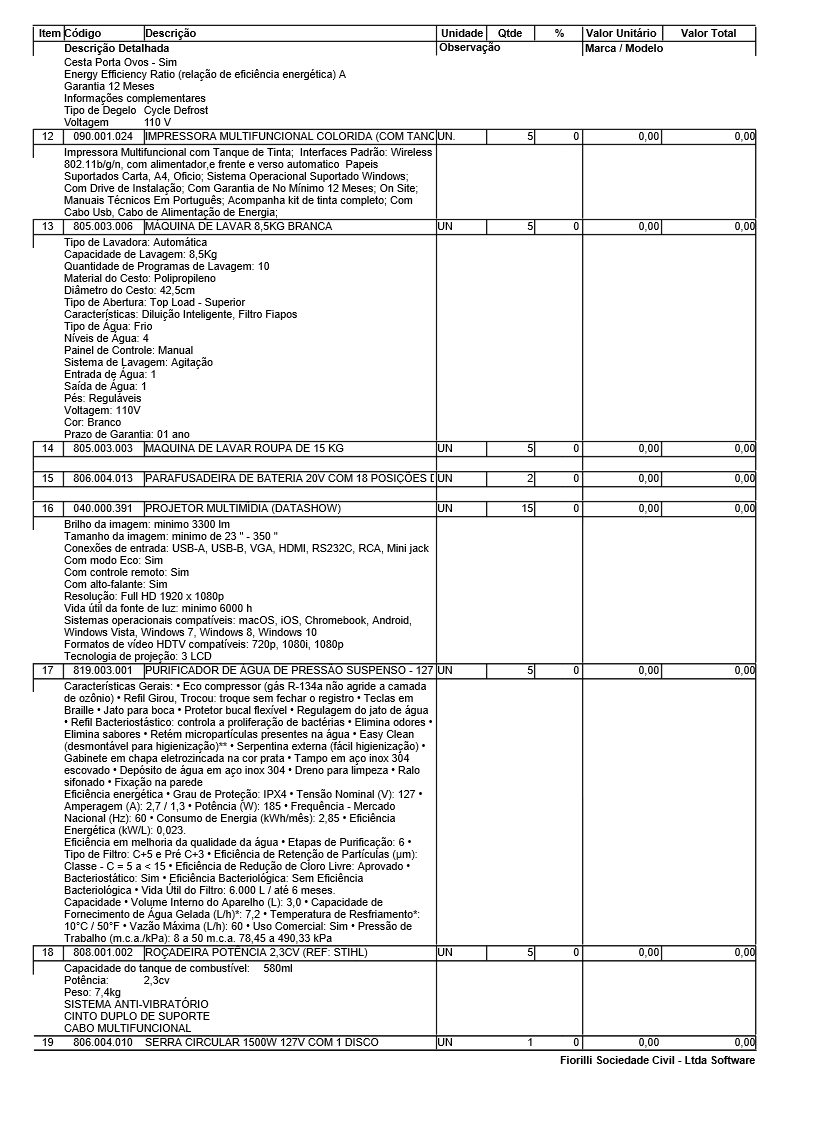 Item Código Descrição Unidade Qtde % Valor Unitário Valor Total
Descrição Detalhada Observação Marca / Modelo
Cesta Porta Ovos - Sim
Energy Efficiency Ratio (relação de eficiência energética) A
Garantia 12 Meses
Informações complementares
Tipo de Degelo Cycle Defrost
Voltagem 110 V
12 090.001.024 IMPRESSORA MULTIFUNCIONAL COLORIDA (COM TANC UN. 5 0 0,00 0,00
Impressora Multifuncional com Tanque de Tinta; Interfaces Padrão: Wireless
802.11b/g/n, com alimentador,e frente e verso automatico Papeis
Suportados Carta, A4, Oficio; Sistema Operacional Suportado Windows;
Com Drive de Instalação; Com Garantia de No Mínimo 12 Meses; On Site;
Manuais Técnicos Em Português; Acompanha kit de tinta completo; Com
Cabo Usb, Cabo de Alimentação de Energia;
13 805.003.006 MAQUINA DE LAVAR 8,5KG BRANCA UN 5 0 0,00 0,00
Tipo de Lavadora: Automática
Capacidade de Lavagem: 8,5Kg
Quantidade de Programas de Lavagem: 10
Material do Cesto: Polipropileno
Diâmetro do Cesto: 42,5cm
Tipo de Abertura: Top Load - Superior
Características: Diluição Inteligente, Filtro Fiapos
Tipo de Água: Frio
Níveis de Água: 4
Painel de Controle: Manual
Sistema de Lavagem: Agitação
Entrada de Água: 1
Saída de Água: 1
Pés: Reguláveis
Voltagem: 110V
Cor: Branco
Prazo de Garantia: 01 ano
14 805.003.003 MAQUINA DE LAVAR ROUPA DE 15 KG UN 5 0 0,00 0,00
15 806.004.013 PARAFUSADEIRA DE BATERIA 20V COM 18 POSIÇÕES D UN 2 0 0,00 0,00
16 040.000.391 PROJETOR MULTIMÍDIA (DATASHOW) UN 15 0 0,00 0,00
Brilho da imagem: minimo 3300 lm
Tamanho da imagem: minimo de 23 " - 350 "
Conexões de entrada: USB-A, USB-B, VGA, HDMI, RS232C, RCA, Mini jack
Com modo Eco: Sim
Com controle remoto: Sim
Com alto-falante: Sim
Resolução: Full HD 1920 x 1080p
Vida útil da fonte de luz: minimo 6000 h
Sistemas operacionais compatíveis: macOS, iOS, Chromebook, Android,
Windows Vista, Windows 7, Windows 8, Windows 10
Formatos de vídeo HDTV compatíveis: 720p, 1080i, 1080p
Tecnologia de projeção: 3 LCD
17 819.003.001 PURIFICADOR DE ÁGUA DE PRESSÃO SUSPENSO - 127 UN 5 0 0,00 0,00
Características Gerais: • Eco compressor (gás R-134a não agride a camada
de ozônio) • Refil Girou, Trocou: troque sem fechar o registro • Teclas em
Braille • Jato para boca • Protetor bucal flexível • Regulagem do jato de água
• Refil Bacteriostástico: controla a proliferação de bactérias • Elimina odores •
Elimina sabores • Retém micropartículas presentes na água • Easy Clean
(desmontável para higienização)** • Serpentina externa (fácil higienização) •
Gabinete em chapa eletrozincada na cor prata • Tampo em aço inox 304
escovado • Depósito de água em aço inox 304 • Dreno para limpeza • Ralo
sifonado • Fixação na parede
Eficiência energética • Grau de Proteção: IPX4 • Tensão Nominal (V): 127 •
Amperagem (A): 2,7 / 1,3 • Potência (W): 185 • Frequência - Mercado
Nacional (Hz): 60 • Consumo de Energia (kWh/mês): 2,85 • Eficiência
Energética (kW/L): 0,023.
Eficiência em melhoria da qualidade da água • Etapas de Purificação: 6 •
Tipo de Filtro: C+5 e Pré C+3 • Eficiência de Retenção de Partículas (µm):
Classe - C = 5 a < 15 • Eficiência de Redução de Cloro Livre: Aprovado •
Bacteriostático: Sim • Eficiência Bacteriológica: Sem Eficiência
Bacteriológica • Vida Útil do Filtro: 6.000 L / até 6 meses.
Capacidade • Volume Interno do Aparelho (L): 3,0 • Capacidade de
Fornecimento de Água Gelada (L/h)*: 7,2 • Temperatura de Resfriamento*:
10°C / 50°F • Vazão Máxima (L/h): 60 • Uso Comercial: Sim • Pressão de
Trabalho (m.c.a./kPa): 8 a 50 m.c.a. 78,45 a 490,33 kPa
18 808.001.002 ROÇADEIRA POTÊNCIA 2,3CV (REF: STIHL) UN 5 0 0,00 0,00
Capacidade do tanque de combustível: 580ml
Potência: 2,3cv
Peso: 7,4kg
SISTEMA ANTI-VIBRATÓRIO
CINTO DUPLO DE SUPORTE
CABO MULTIFUNCIONAL
19 806.004.010 SERRA CIRCULAR 1500W 127V COM 1 DISCO UN 1 0 0,00 0,00
Fiorilli Sociedade Civil - Ltda Software